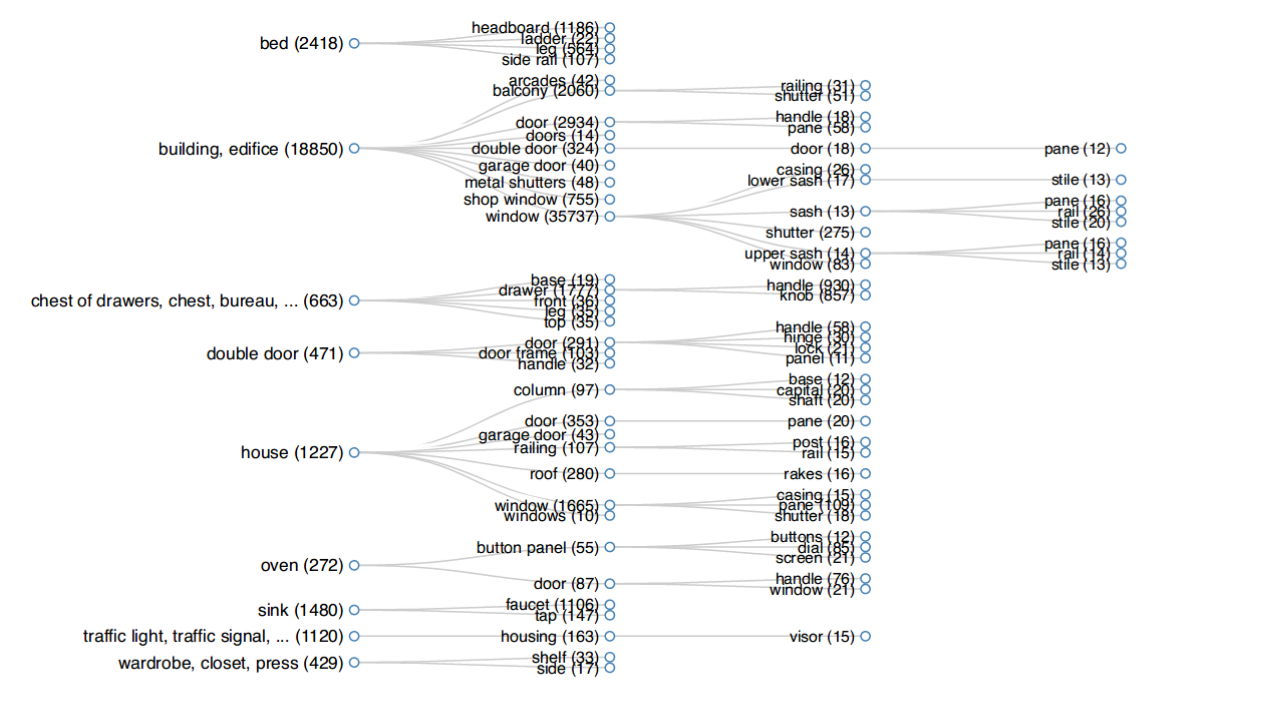 bed (2418)
headboard (1186)
ladder (22)
leg (564)
side rail (107)
building, edifice (18850)
arcades (42)
balcony (2060)
railing (31)
shutter (51)
door (2934)
handle (18)
pane (58)
doors (14)
double door (324)
door (18)
pane (12)
garage door (40)
metal shutters (48)
shop window (755)
window (35737)
casing (26)
lower sash (17)
stile (13)
sash (13)
pane (16)
rail (26)
stile (20)
shutter (275)
upper sash (14)
pane (16)
rail (14)
stile (13)
window (83)
chest of drawers, chest, bureau, ... (663)
base (19)
drawer (1777)
handle (930)
knob (857)
front (36)
leg (35)
top (35)
double door (471)
door (291)
handle (58)
hinge (30)
lock (21)
panel (11)
door frame (103)
handle (32)
house (1227)
column (97)
base (12)
capital (20)
shaft (20)
door (353)
pane (20)
garage door (43)
railing (107)
post (16)
rail (15)
roof (280)
rakes (16)
window (1665)
casing (15)
pane (109)
shutter (18)
windows (10)
oven (272)
button panel (55)
buttons (12)
dial (85)
screen (21)
door (87)
handle (76)
window (21)
sink (1480)
faucet (1106)
tap (147)
traffic light, traffic signal, ... (1120)
housing (163)
visor (15)
wardrobe, closet, press (429)
shelf (33)
side (17)